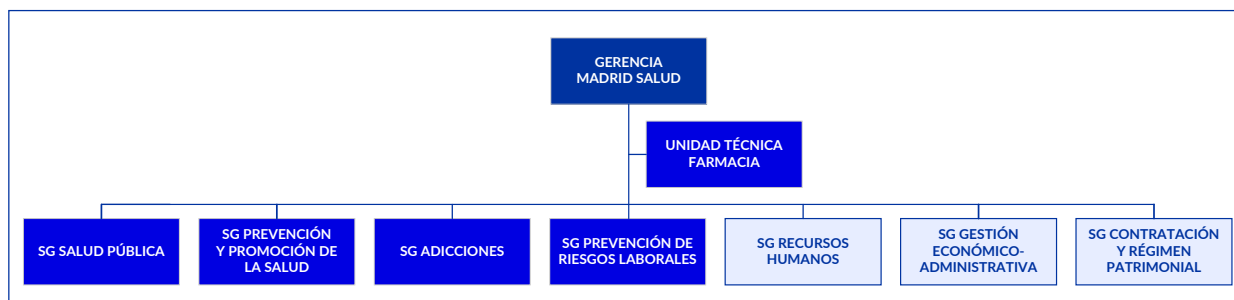 GERENCIA
MADRID SALUD
UNIDAD TÉCNICA
FARMACIA
SG SALUD PÚBLICA
SG PREVENCIÓN
Y PROMOCIÓN DE
LA SALUD
SG ADICCIONES
SG PREVENCIÓN DE
RIESGOS LABORALES
SG RECURSOS
HUMANOS
SG GESTIÓN
ECONÓMICO-
ADMINISTRATIVA
SG CONTRATACIÓN
Y RÉGIMEN
PATRIMONIAL